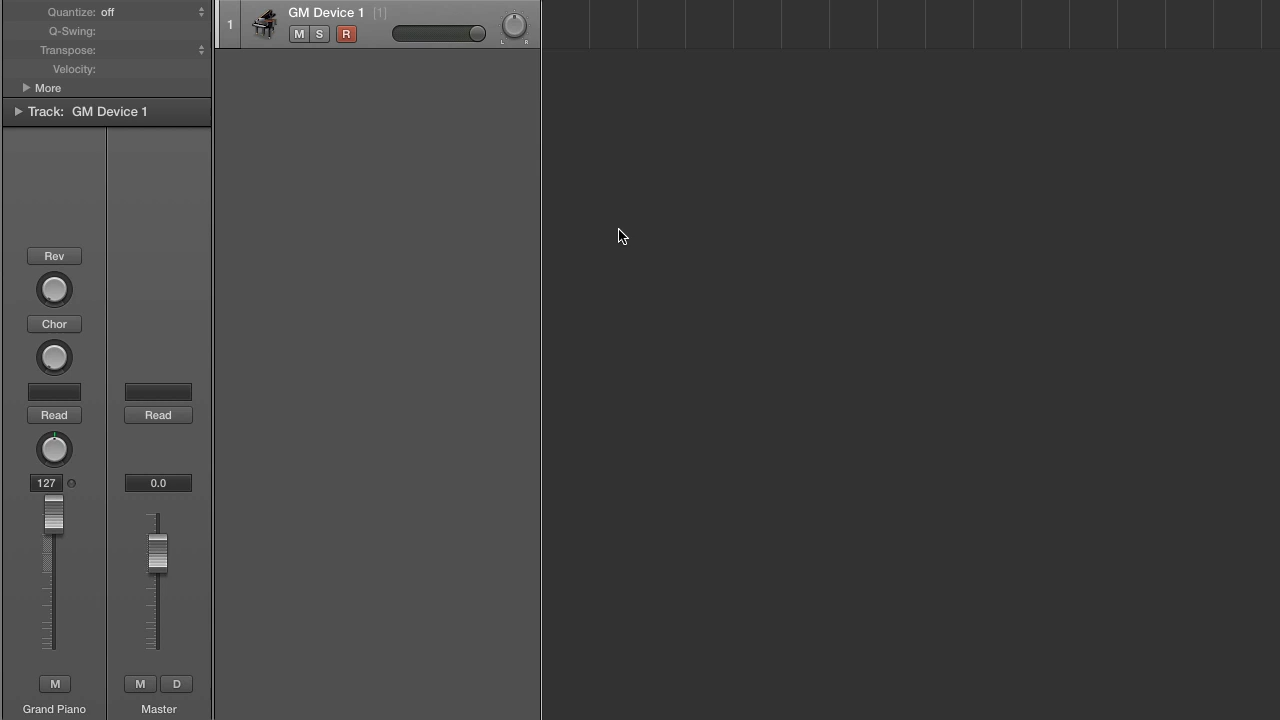 Quantize: off
Q-Swing:
Transpose:
Velocity:
More
Track: GM Device 1
1
GM Device 1 [1]
M S R
L R
Rev
Chor
Read Read
127 0.0
M M D
Grand Piano Master